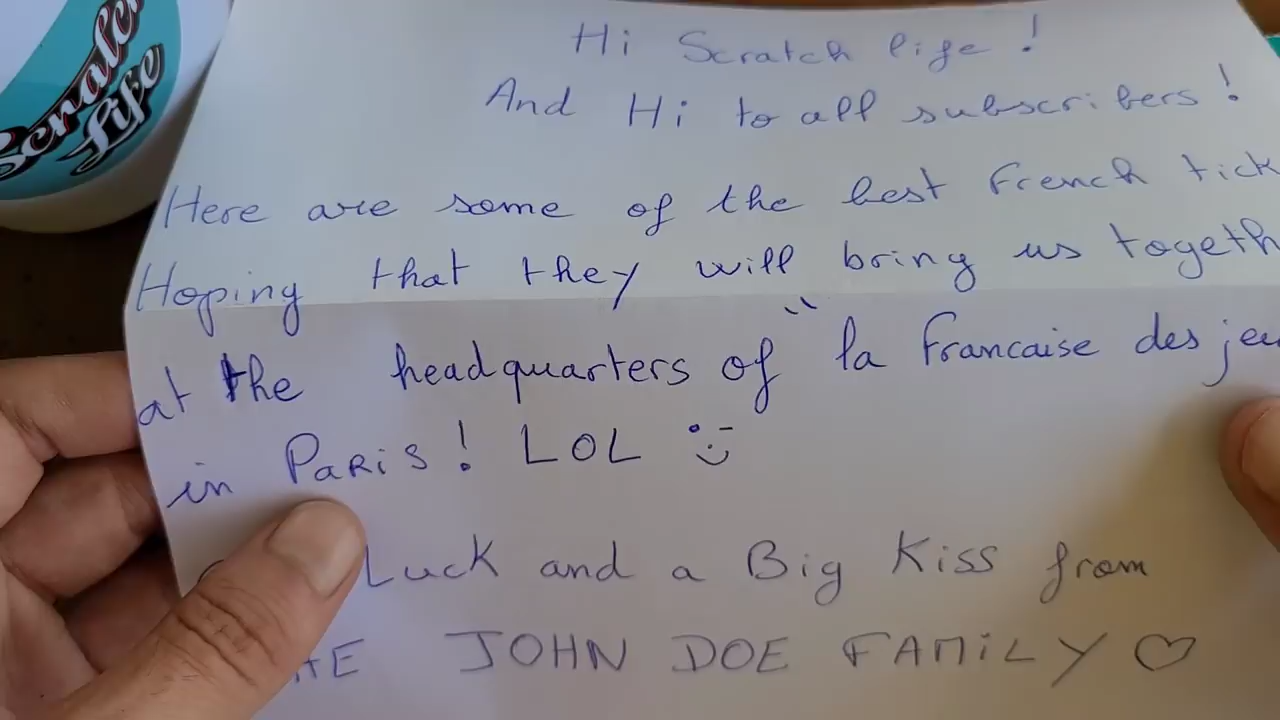 Scratch
Life
Hi Scratch life !
And Hi to all subscribers !
Here are some of the best French tick
Hoping that they will bring us togeth
at the headquarters of "la Francaise des jeu
in PARiS ! LOL
Luck and a Big Kiss from
JOHN DOE FAMiLY ♡